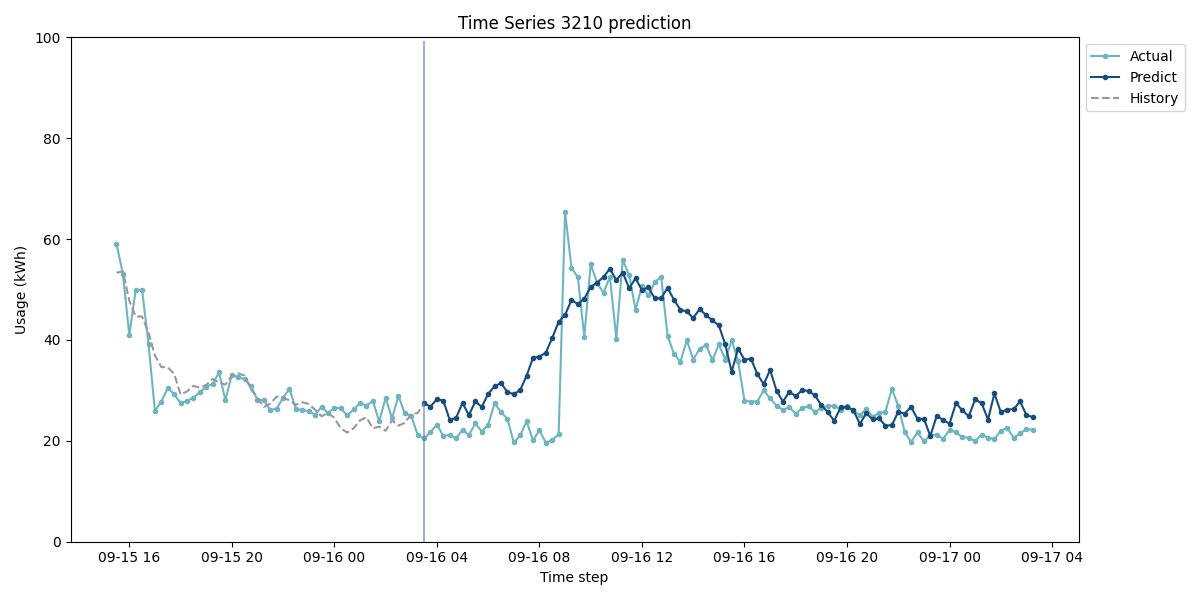 Time Series 3210 prediction
100
80
60
40
20
0
Usage (kWh)
09-15 16
09-15 20
09-16 00
09-16 04
09-16 08
09-16 12
09-16 16
09-16 20
09-17 00
09-17 04
Time step
Actual
Predict
History